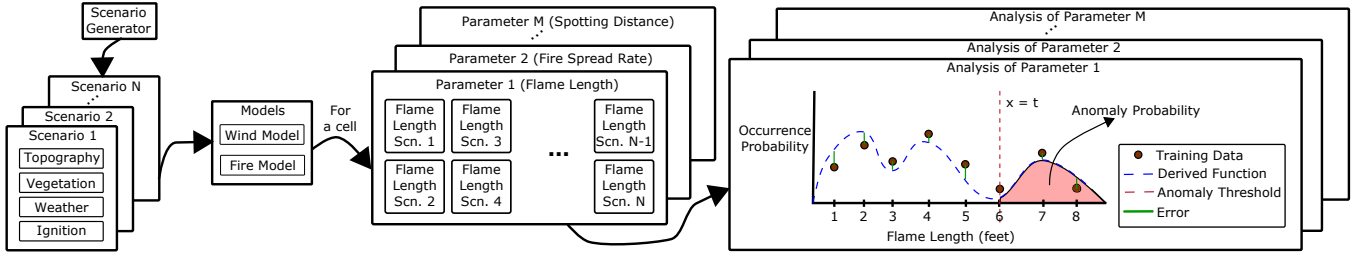 Scenario
Generator
Scenario N
...
Scenario 2
Scenario 1
Topography
Vegetation
Weather
Ignition
Models
Wind Model
Fire Model
For
a cell
Parameter M (Spotting Distance)
...
Parameter 2 (Fire Spread Rate)
Parameter 1 (Flame Length)
Flame
Length
Scn. 1
Flame
Length
Scn. 3
...
Flame
Length
Scn. N-1
Flame
Length
Scn. 2
Flame
Length
Scn. 4
Flame
Length
Scn. N
Analysis of Parameter M
...
Analysis of Parameter 2
Analysis of Parameter 1
x = t
Anomaly Probability
Occurrence
Probability
Training Data
Derived Function
Anomaly Threshold
Error
1 2 3 4 5 6 7 8
Flame Length (feet)